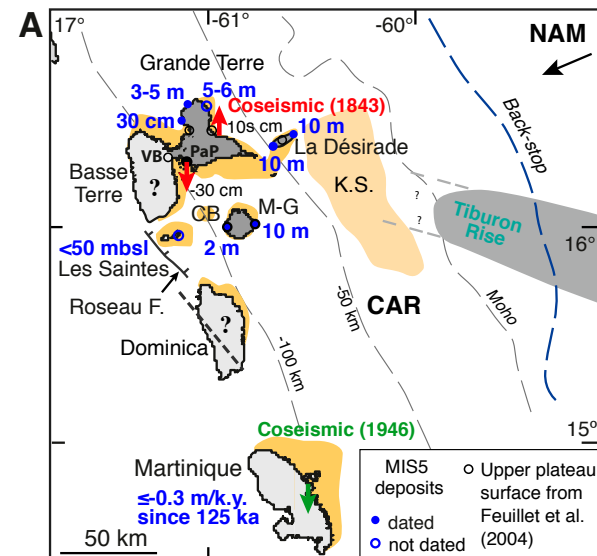 A
17°
-61°
-60°
NAM
Grande Terre
3-5 m
5-6 m
Coseismic (1843)
30 cm
10s cm
10 m
La Désirade
Back-stop
VB
PaP
10 m
K.S.
Basse
Terre
?
-30 cm
CB
M-G
?
?
Tiburon
Rise
<50 mbsl
2 m
10 m
16°
Les Saintes
CAR
-50 km
Moho
Roseau F.
?
Dominica
-100 km
Coseismic (1946)
15°
Martinique
≤-0.3 m/k.y.
since 125 ka
50 km
MIS5
deposits
dated
not dated
Upper plateau
surface from
Feuillet et al.
(2004)